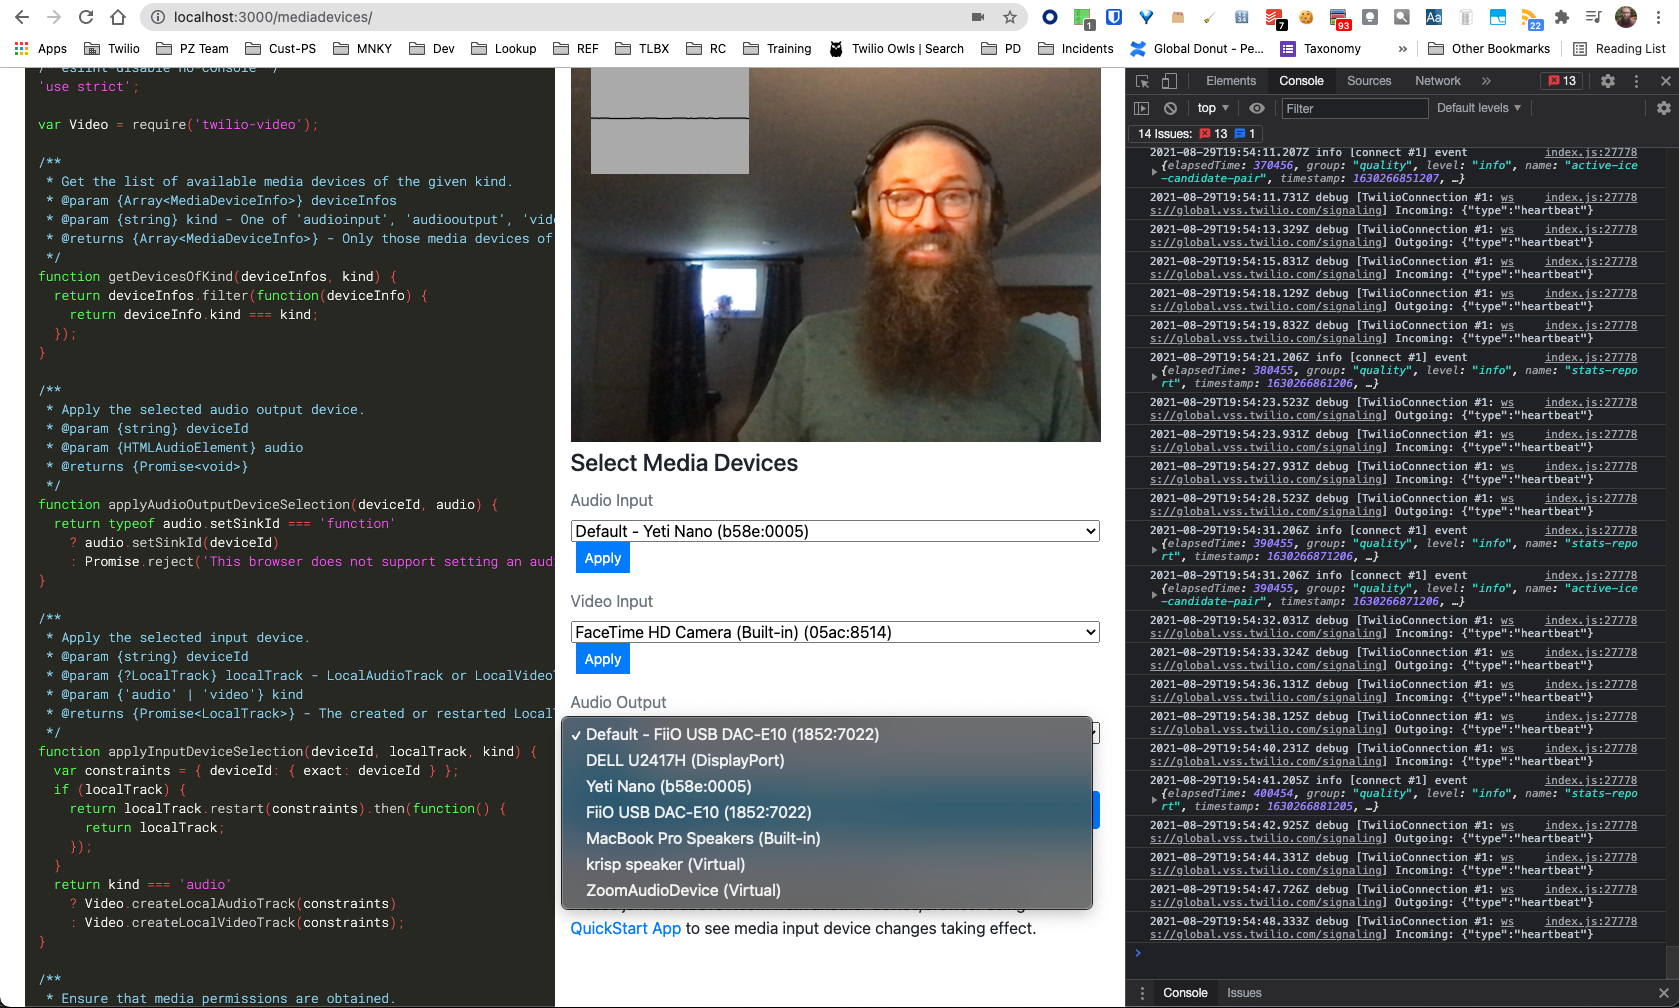 localhost:3000/mediadevices/
1
7
93
22
Apps
Twilio
PZ Team
Cust-PS
MNKY
Dev
Lookup
REF
TLBX
RC
Training
Twilio Owls | Search
PD
Incidents
Global Donut - Pe...
Taxonomy
»
Other Bookmarks
Reading List
/* eslint-disable no-console */
'use strict';
var Video = require('twilio-video');
/**
* Get the list of available media devices of the given kind.
* @param {Array<MediaDeviceInfo>} deviceInfos
* @param {string} kind - One of 'audioinput', 'audiooutput', 'vide
* @returns {Array<MediaDeviceInfo>} - Only those media devices of
*/
function getDevicesOfKind(deviceInfos, kind) {
return deviceInfos.filter(function(deviceInfo) {
return deviceInfo.kind === kind;
});
}
/**
* Apply the selected audio output device.
* @param {string} deviceId
* @param {HTMLAudioElement} audio
* @returns {Promise<void>}
*/
function applyAudioOutputDeviceSelection(deviceId, audio) {
return typeof audio.setSinkId === 'function'
? audio.setSinkId(deviceId)
: Promise.reject('This browser does not support setting an aud
}
/**
* Apply the selected input device.
* @param {string} deviceId
* @param {?LocalTrack} localTrack - LocalAudioTrack or LocalVideo
* @param {'audio' | 'video'} kind
* @returns {Promise<LocalTrack>} - The created or restarted Local
*/
function applyInputDeviceSelection(deviceId, localTrack, kind) {
var constraints = { deviceId: { exact: deviceId } };
if (localTrack) {
return localTrack.restart(constraints).then(function() {
return localTrack;
});
}
return kind === 'audio'
? Video.createLocalAudioTrack(constraints)
: Video.createLocalVideoTrack(constraints);
}
/**
* Ensure that media permissions are obtained.
Select Media Devices
Audio Input
Default - Yeti Nano (b58e:0005)
Apply
Video Input
FaceTime HD Camera (Built-in) (05ac:8514)
Apply
Audio Output
✓ Default - FiiO USB DAC-E10 (1852:7022)
DELL U2417H (DisplayPort)
Yeti Nano (b58e:0005)
FiiO USB DAC-E10 (1852:7022)
MacBook Pro Speakers (Built-in)
krisp speaker (Virtual)
ZoomAudioDevice (Virtual)
QuickStart App to see media input device changes taking effect.
Elements
Console
Sources
Network
»
13
top
Filter
Default levels
14 Issues: 13 1
2021-08-29T19:54:11.207Z info [connect #1] event index.js:27778
{elapsedTime: 370456, group: "quality", level: "info", name: "active-ice
-candidate-pair", timestamp: 1630266851207, …}
2021-08-29T19:54:11.731Z debug [TwilioConnection #1: ws index.js:27778
s://global.vss.twilio.com/signaling] Incoming: {"type":"heartbeat"}
2021-08-29T19:54:13.329Z debug [TwilioConnection #1: ws index.js:27778
s://global.vss.twilio.com/signaling] Outgoing: {"type":"heartbeat"}
2021-08-29T19:54:15.831Z debug [TwilioConnection #1: ws index.js:27778
s://global.vss.twilio.com/signaling] Incoming: {"type":"heartbeat"}
2021-08-29T19:54:18.129Z debug [TwilioConnection #1: ws index.js:27778
s://global.vss.twilio.com/signaling] Outgoing: {"type":"heartbeat"}
2021-08-29T19:54:19.832Z debug [TwilioConnection #1: ws index.js:27778
s://global.vss.twilio.com/signaling] Incoming: {"type":"heartbeat"}
2021-08-29T19:54:21.206Z info [connect #1] event index.js:27778
{elapsedTime: 380455, group: "quality", level: "info", name: "stats-repo
rt", timestamp: 1630266861206, …}
2021-08-29T19:54:23.523Z debug [TwilioConnection #1: ws index.js:27778
s://global.vss.twilio.com/signaling] Outgoing: {"type":"heartbeat"}
2021-08-29T19:54:23.931Z debug [TwilioConnection #1: ws index.js:27778
s://global.vss.twilio.com/signaling] Incoming: {"type":"heartbeat"}
2021-08-29T19:54:27.931Z debug [TwilioConnection #1: ws index.js:27778
s://global.vss.twilio.com/signaling] Incoming: {"type":"heartbeat"}
2021-08-29T19:54:28.523Z debug [TwilioConnection #1: ws index.js:27778
s://global.vss.twilio.com/signaling] Outgoing: {"type":"heartbeat"}
2021-08-29T19:54:31.206Z info [connect #1] event index.js:27778
{elapsedTime: 390455, group: "quality", level: "info", name: "stats-repo
rt", timestamp: 1630266871206, …}
2021-08-29T19:54:31.206Z info [connect #1] event index.js:27778
{elapsedTime: 390455, group: "quality", level: "info", name: "active-ice
-candidate-pair", timestamp: 1630266871206, …}
2021-08-29T19:54:32.031Z debug [TwilioConnection #1: ws index.js:27778
s://global.vss.twilio.com/signaling] Incoming: {"type":"heartbeat"}
2021-08-29T19:54:33.324Z debug [TwilioConnection #1: ws index.js:27778
s://global.vss.twilio.com/signaling] Outgoing: {"type":"heartbeat"}
2021-08-29T19:54:36.131Z debug [TwilioConnection #1: ws index.js:27778
s://global.vss.twilio.com/signaling] Incoming: {"type":"heartbeat"}
2021-08-29T19:54:38.125Z debug [TwilioConnection #1: ws index.js:27778
s://global.vss.twilio.com/signaling] Outgoing: {"type":"heartbeat"}
2021-08-29T19:54:40.231Z debug [TwilioConnection #1: ws index.js:27778
s://global.vss.twilio.com/signaling] Incoming: {"type":"heartbeat"}
2021-08-29T19:54:41.205Z info [connect #1] event index.js:27778
{elapsedTime: 400454, group: "quality", level: "info", name: "stats-repo
rt", timestamp: 1630266881205, …}
2021-08-29T19:54:42.925Z debug [TwilioConnection #1: ws index.js:27778
s://global.vss.twilio.com/signaling] Outgoing: {"type":"heartbeat"}
2021-08-29T19:54:44.331Z debug [TwilioConnection #1: ws index.js:27778
s://global.vss.twilio.com/signaling] Incoming: {"type":"heartbeat"}
2021-08-29T19:54:47.726Z debug [TwilioConnection #1: ws index.js:27778
s://global.vss.twilio.com/signaling] Outgoing: {"type":"heartbeat"}
2021-08-29T19:54:48.333Z debug [TwilioConnection #1: ws index.js:27778
s://global.vss.twilio.com/signaling] Incoming: {"type":"heartbeat"}
Console
Issues